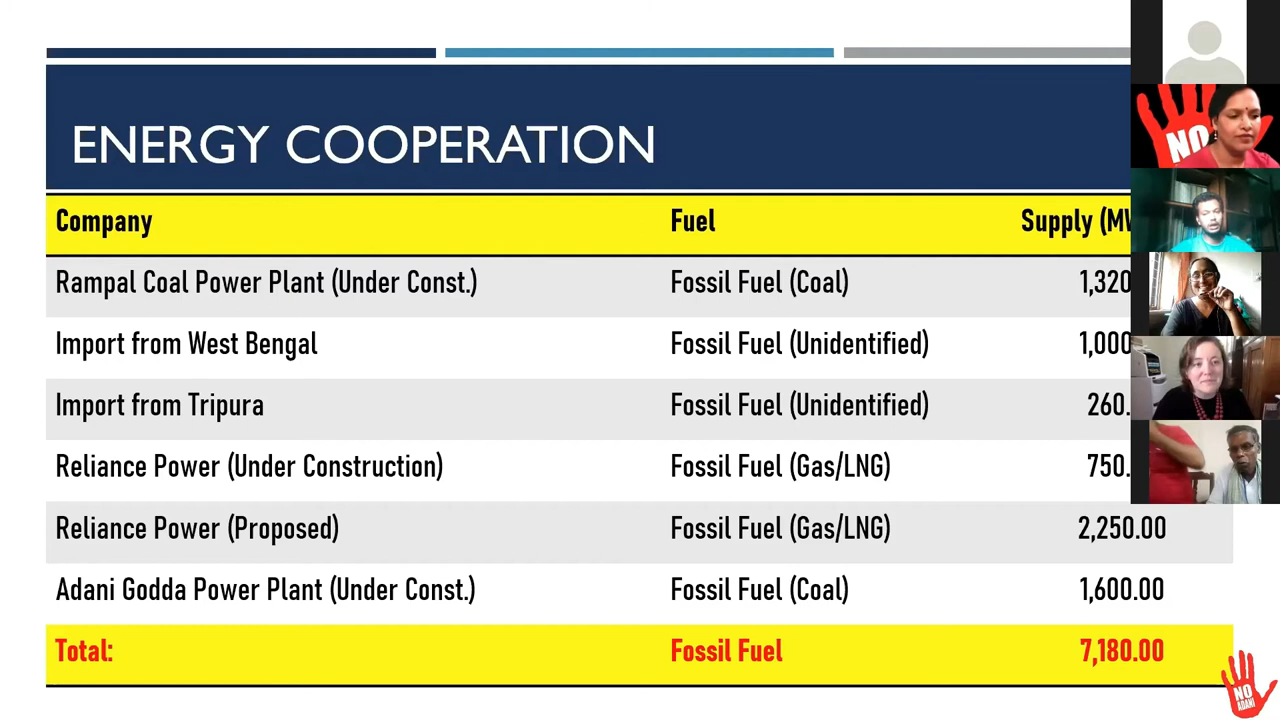 ENERGY COOPERATION
Company Fuel Supply (MW
Rampal Coal Power Plant (Under Const.) Fossil Fuel (Coal) 1,320
Import from West Bengal Fossil Fuel (Unidentified) 1,000
Import from Tripura Fossil Fuel (Unidentified) 260.
Reliance Power (Under Construction) Fossil Fuel (Gas/LNG) 750.
Reliance Power (Proposed) Fossil Fuel (Gas/LNG) 2,250.00
Adani Godda Power Plant (Under Const.) Fossil Fuel (Coal) 1,600.00
Total: Fossil Fuel 7,180.00
NO
NO
ADANI